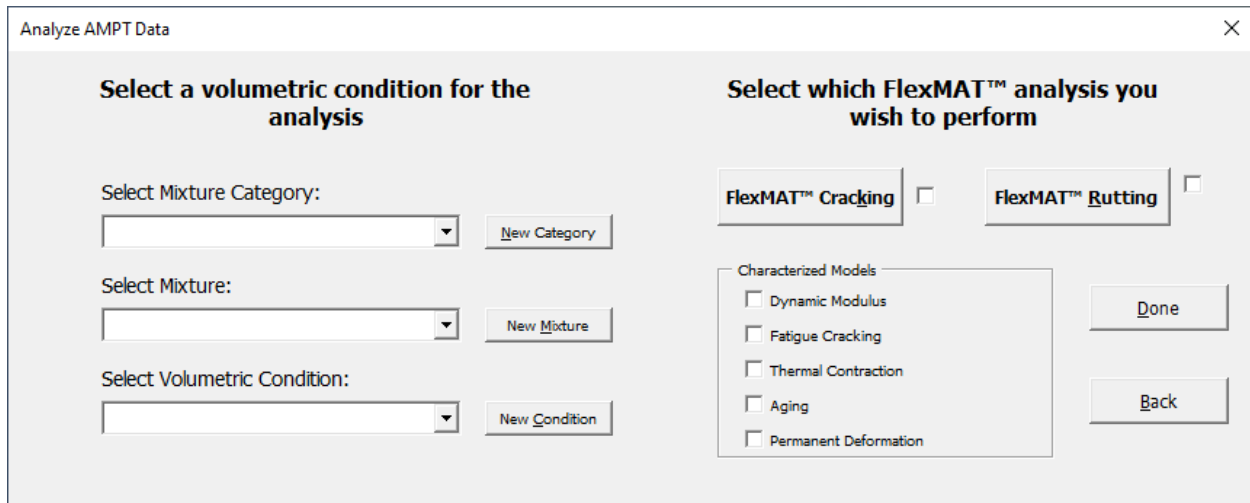 Analyze AMPT Data
Select a volumetric condition for the
analysis
Select Mixture Category:
New Category
Select Mixture:
New Mixture
Select Volumetric Condition:
New Condition
Select which FlexMAT™ analysis you
wish to perform
FlexMAT™ Cracking
FlexMAT™ Rutting
Characterized Models
Dynamic Modulus
Fatigue Cracking
Thermal Contraction
Aging
Permanent Deformation
Done
Back